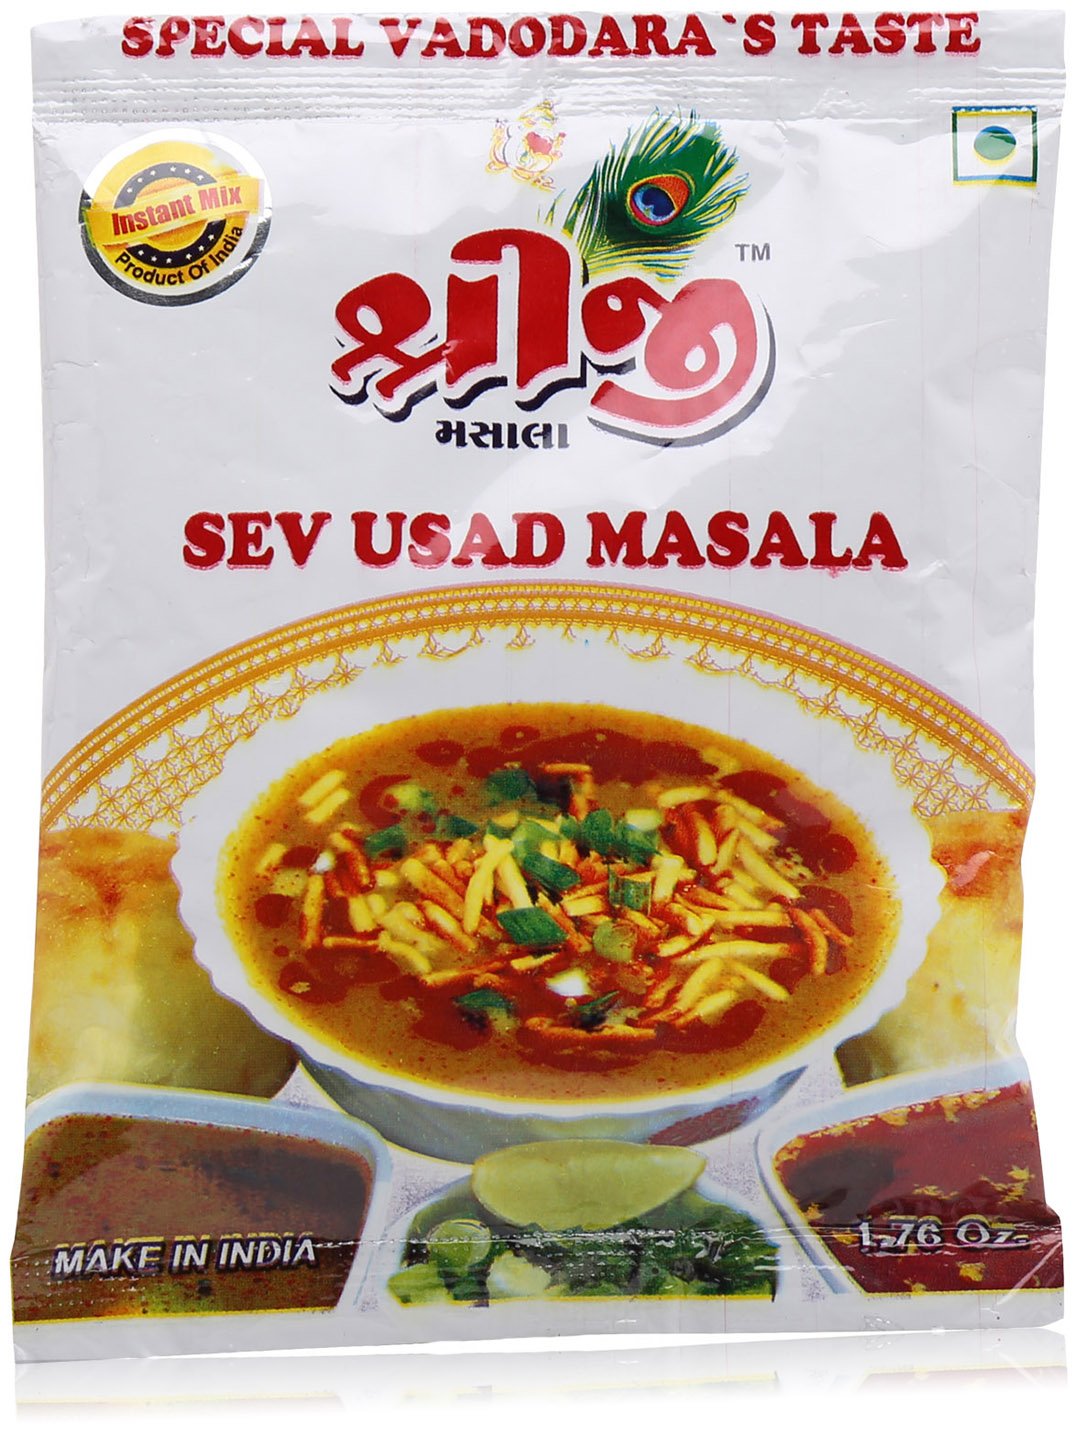 SPECIAL VADODARA`S TASTE
Instant Mix
Product Of India
શ્રીજી
TM
મસાલા
SEV USAD MASALA
MAKE IN INDIA
1.76 Oz.